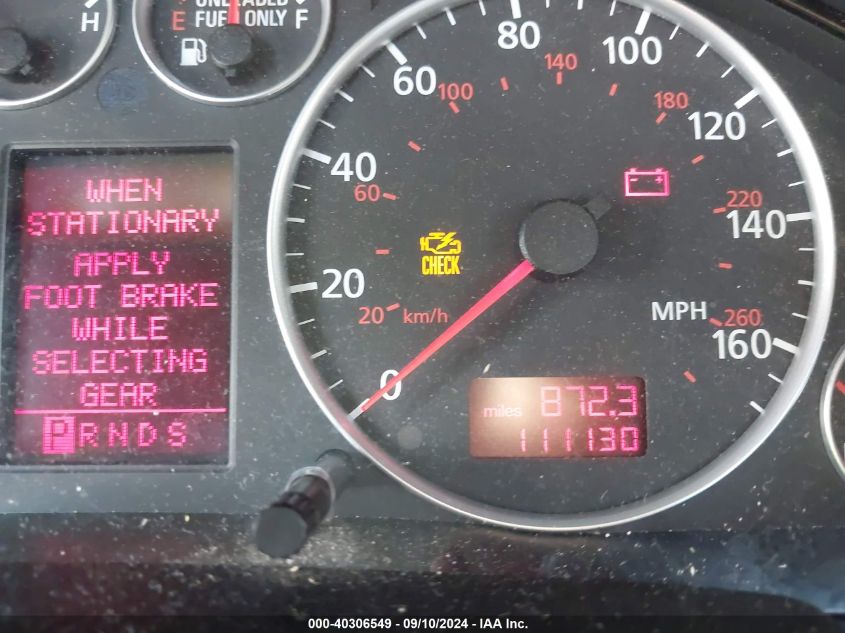 H
UNLEADED
E FUEL ONLY F
WHEN
STATIONARY
APPLY
FOOT BRAKE
WHILE
SELECTING
GEAR
P R N D S
0
20
40
60
80
100
120
140
160
MPH
20 km/h
60
100
140
180
220
260
CHECK
miles 872.3
111130
000-40306549 - 09/10/2024 - IAA Inc.